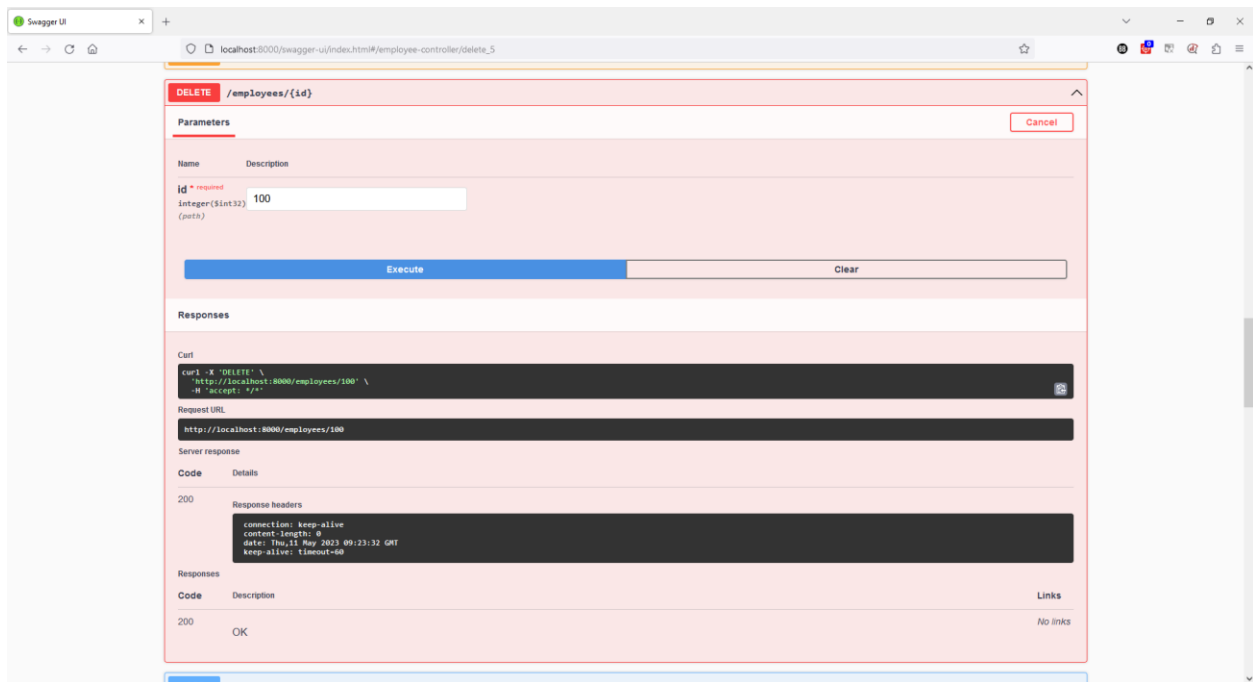 Swagger UI
localhost:8000/swagger-ui/index.html#/employee-controller/delete_5
DELETE /employees/{id}
Parameters
Cancel
Name Description
id * required
integer($int32)
(path)
100
Execute Clear
Responses
Curl
curl -X 'DELETE' \
'http://localhost:8000/employees/100' \
-H 'accept: */*'
Request URL
http://localhost:8000/employees/100
Server response
Code Details
200
Response headers
connection: keep-alive
content-length: 0
date: Thu,11 May 2023 09:23:32 GMT
keep-alive: timeout=60
Responses
Code Description Links
200 OK No links